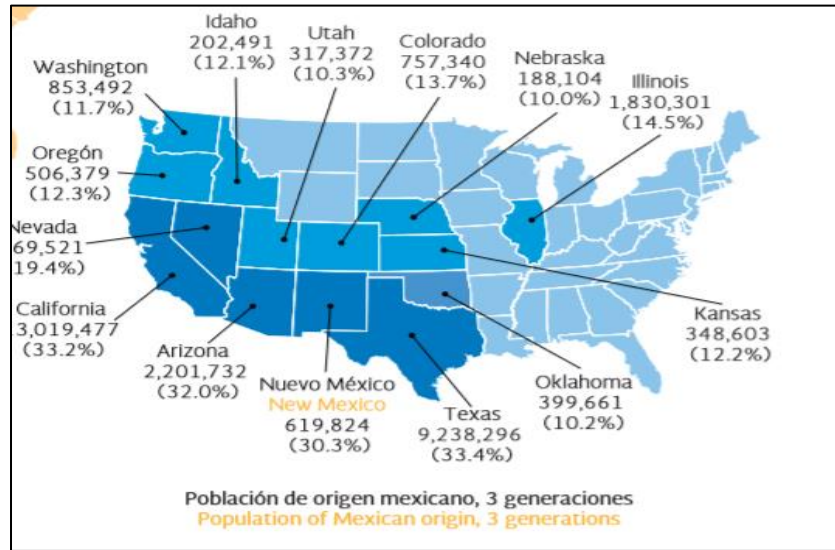 Idaho
202,491
(12.1%)
Utah
317,372
(10.3%)
Colorado
757,340
(13.7%)
Nebraska
188,104
(10.0%)
Illinois
1,830,301
(14.5%)
Washington
853,492
(11.7%)
Oregón
506,379
(12.3%)
Nevada
69,521
19.4%)
California
3,019,477
(33.2%)
Arizona
2,201,732
(32.0%)
Nuevo México
New Mexico
619,824
(30.3%)
Texas
9,238,296
(33.4%)
Oklahoma
399,661
(10.2%)
Kansas
348,603
(12.2%)
Población de origen mexicano, 3 generaciones
Population of Mexican origin, 3 generations